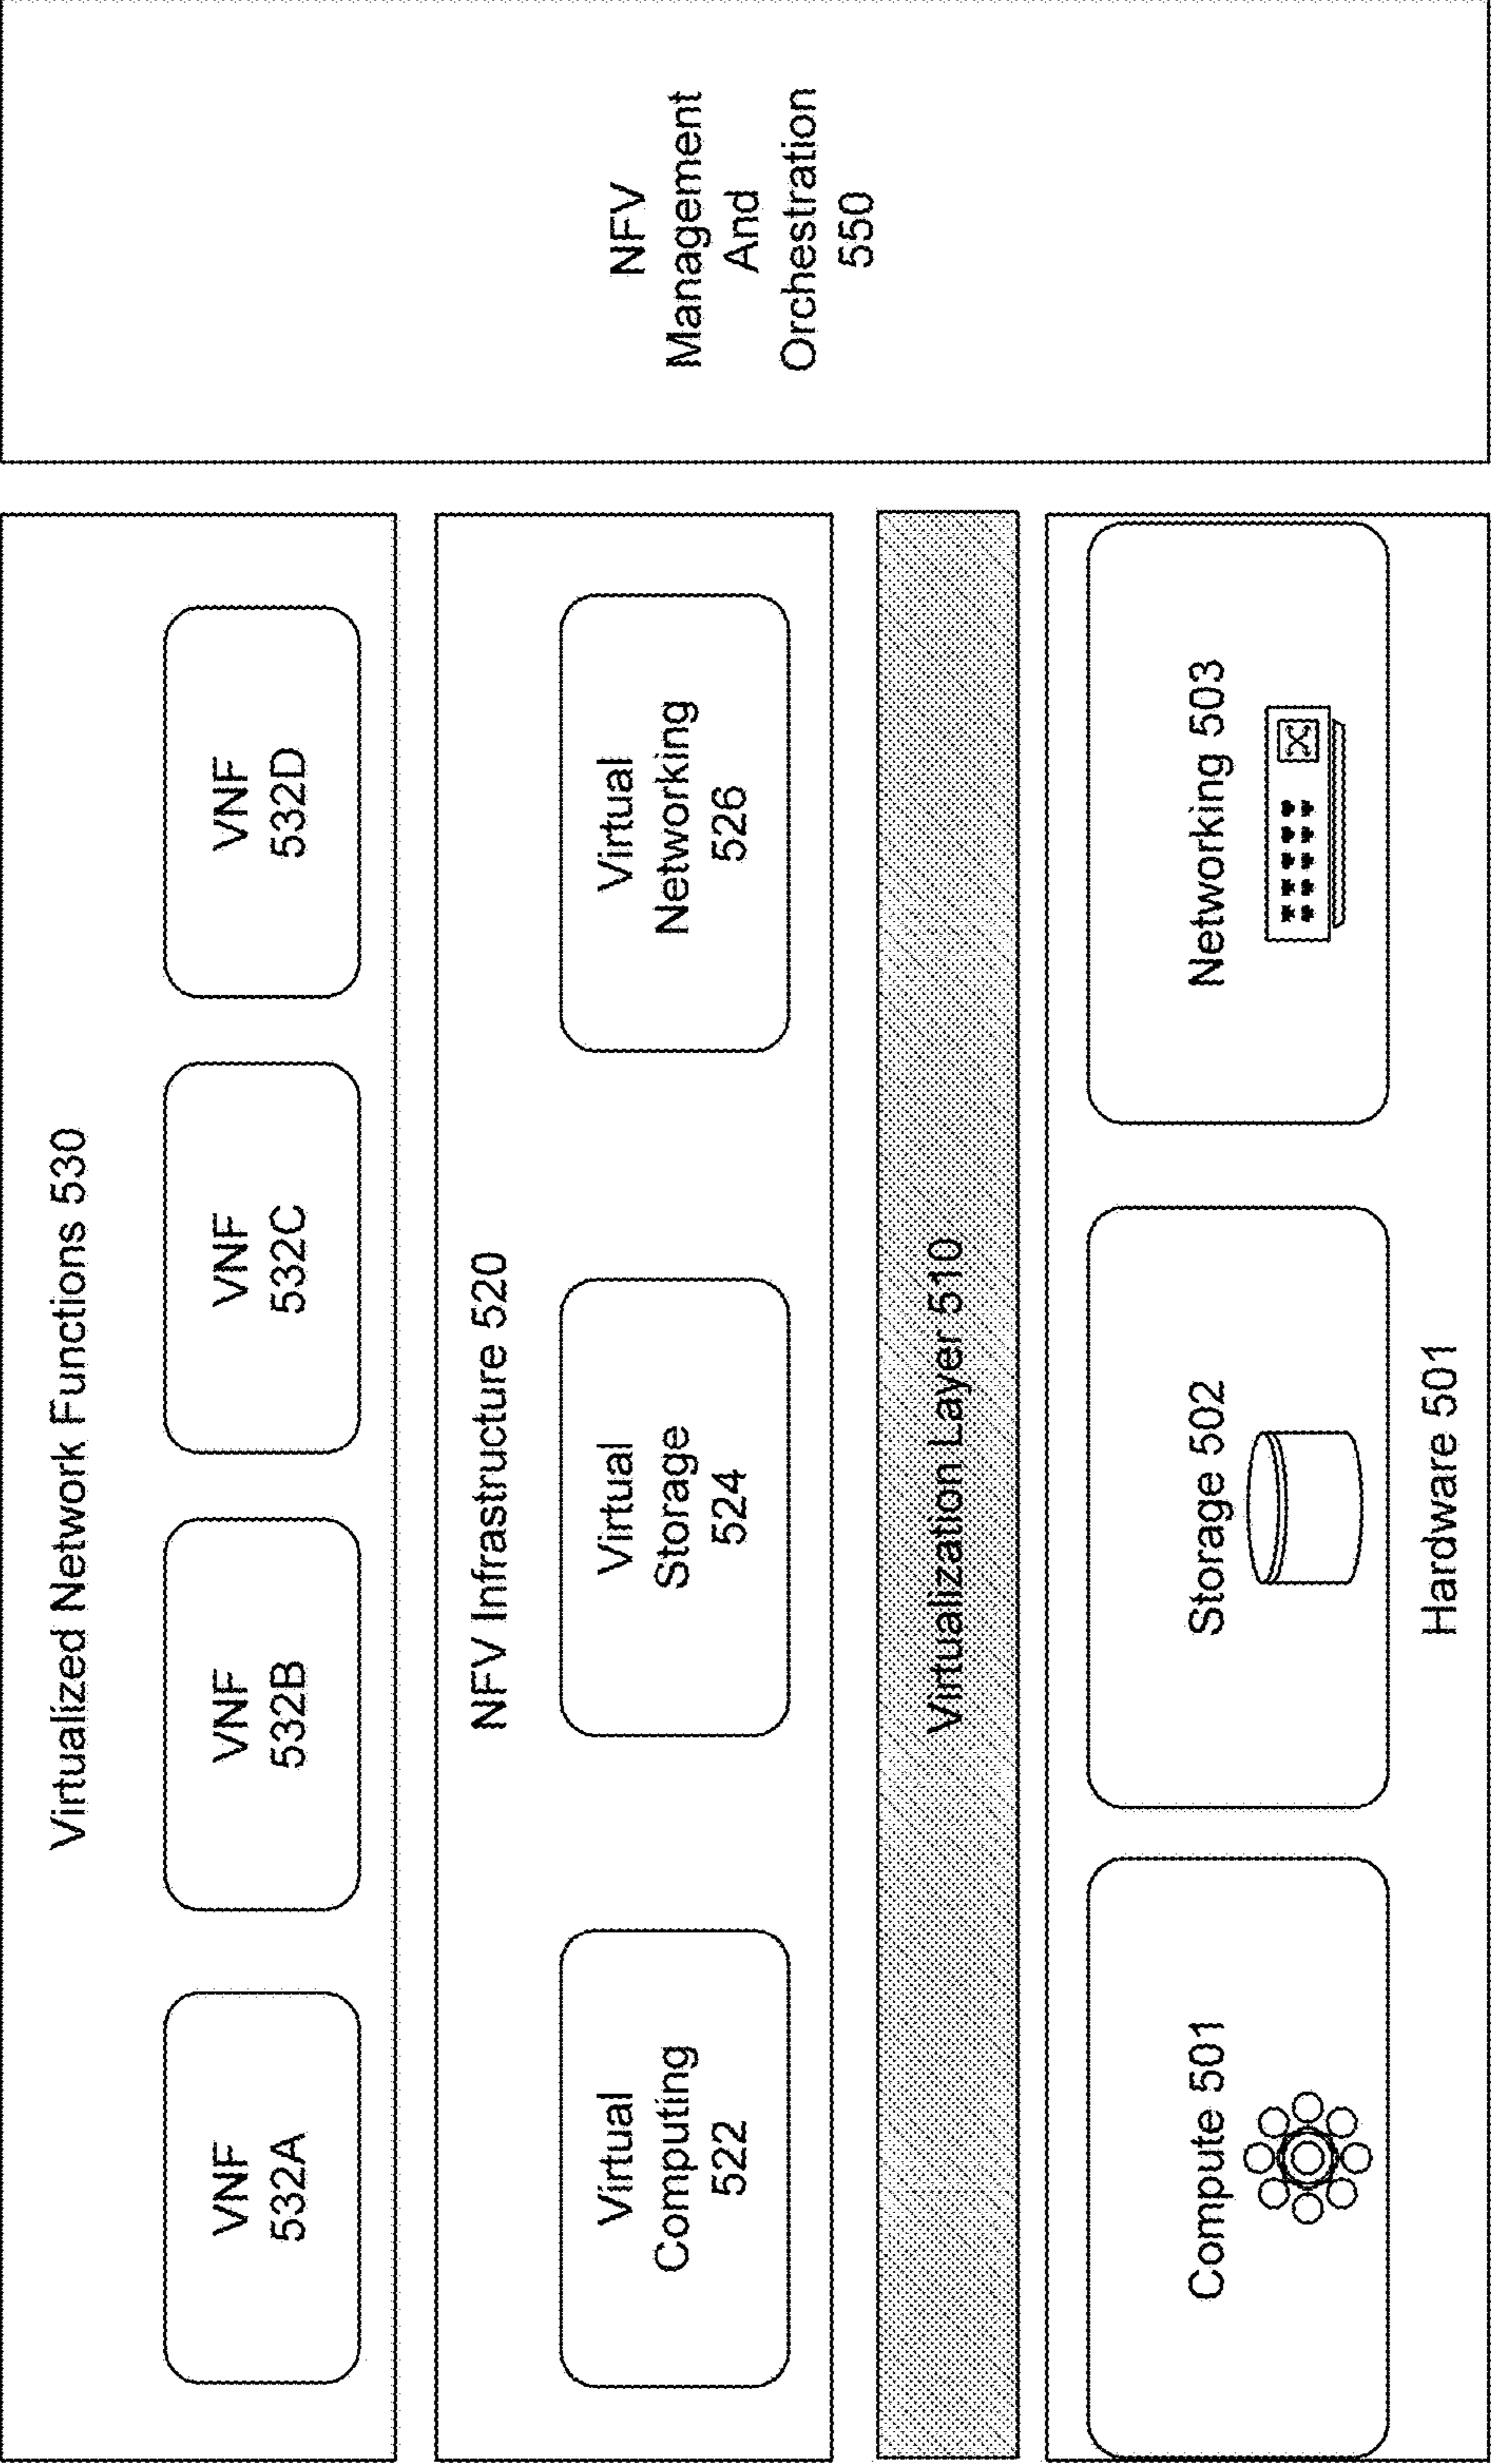 Virtualized Network Functions 530
VNF
532A
VNF
532B
VNF
532C
VNF
532D
NFV Infrastructure 520
Virtual
Computing
522
Virtual
Storage
524
Virtual
Networking
526
Virtualization Layer 510
Compute 501
Storage 502
Networking 503
Hardware 501
NFV
Management
And
Orchestration
550